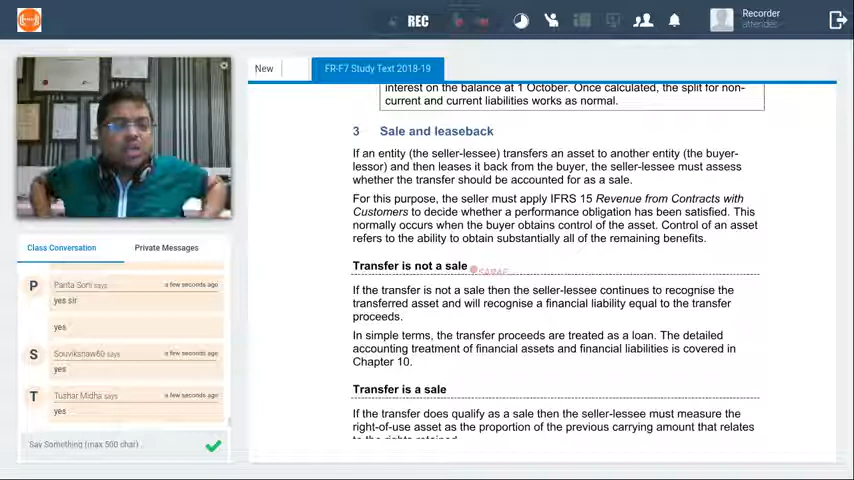 REC
Recorder
attendee
New
FR-F7 Study Text 2018-19
interest on the balance at 1 October. Once calculated, the split for non-
current and current liabilities works as normal.
3 Sale and leaseback
If an entity (the seller-lessee) transfers an asset to another entity (the buyer-
lessor) and then leases it back from the buyer, the seller-lessee must assess
whether the transfer should be accounted for as a sale.
For this purpose, the seller must apply IFRS 15 Revenue from Contracts with
Customers to decide whether a performance obligation has been satisfied. This
normally occurs when the buyer obtains control of the asset. Control of an asset
refers to the ability to obtain substantially all of the remaining benefits.
Transfer is not a sale
If the transfer is not a sale then the seller-lessee continues to recognise the
transferred asset and will recognise a financial liability equal to the transfer
proceeds.
In simple terms, the transfer proceeds are treated as a loan. The detailed
accounting treatment of financial assets and financial liabilities is covered in
Chapter 10.
Transfer is a sale
If the transfer does qualify as a sale then the seller-lessee must measure the
right-of-use asset as the proportion of the previous carrying amount that relates
to the rights retained.
Class Conversation
Private Messages
P
Soni says
a few seconds ago
yes sir
yes
S
Souvikshaw60 says
a few seconds ago
yes
T
Tushar Midha says
a few seconds ago
yes
Say Something (max 500 char)